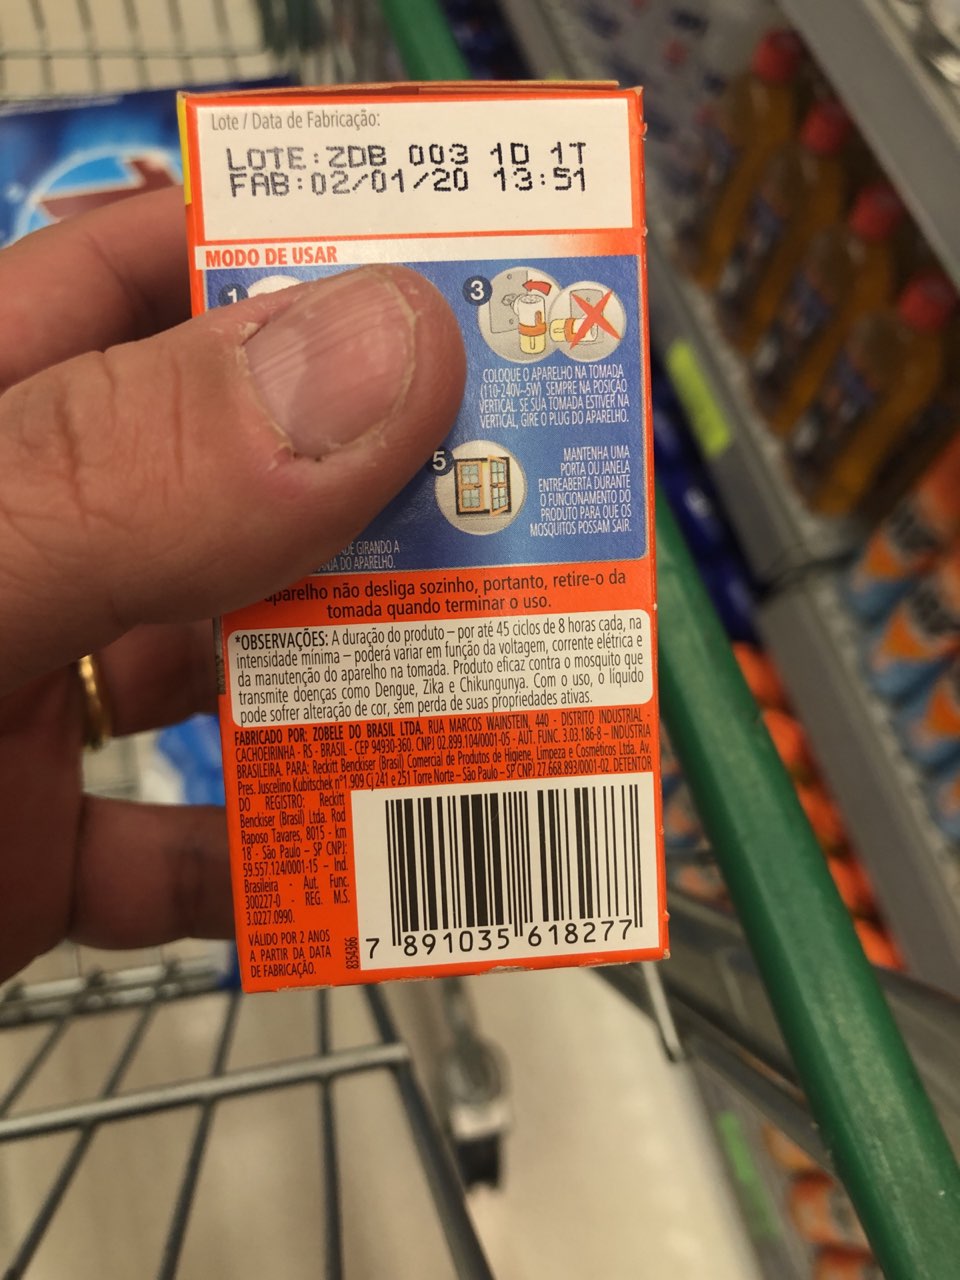 Lote / Data de Fabricação:
LOTE:ZDB 003 1D 1T
FAB:02/01/20 13:51
MODO DE USAR
1
3
COLOQUE O APARELHO NA TOMADA
(110-240V~5W) SEMPRE NA POSIÇÃO
VERTICAL. SE SUA TOMADA ESTIVER NA
VERTICAL, GIRE O PLUG DO APARELHO.
5
MANTENHA UMA
PORTA OU JANELA
ENTREABERTA DURANTE
O FUNCIONAMENTO DO
PRODUTO PARA QUE OS
MOSQUITOS POSSAM SAIR.
GIRANDO A
DO APARELHO.
aparelho não desliga sozinho, portanto, retire-o da
tomada quando terminar o uso.
*OBSERVAÇÕES: A duração do produto – por até 45 ciclos de 8 horas cada, na
intensidade mínima – poderá variar em função da voltagem, corrente elétrica e
da manutenção do aparelho na tomada. Produto eficaz contra o mosquito que
transmite doenças como Dengue, Zika e Chikungunya. Com o uso, o líquido
pode sofrer alteração de cor, sem perda de suas propriedades ativas.
FABRICADO POR: ZOBELE DO BRASIL LTDA. RUA MARCOS WAINSTEIN, 440 - DISTRITO INDUSTRIAL -
CACHOEIRINHA - RS - BRASIL - CEP 94930-360. CNPJ 02.899.104/0001-05 - AUT. FUNC. 3.03.186-8 – INDÚSTRIA
BRASILEIRA. PARA: Reckitt Benckiser (Brasil) Comercial de Produtos de Higiene, Limpeza e Cosméticos Ltda. Av.
Pres. Juscelino Kubitschek nº1.909 Cj 241 e 251 Torre Norte – São Paulo – SP CNPJ 27.668.893/0001-02. DETENTOR
DO REGISTRO: Reckitt
Benckiser (Brasil) Ltda. Rod
Raposo Tavares, 8015 - km
18 - São Paulo – SP CNPJ:
59.557.124/0001-15 – Ind.
Brasileira - Aut. Func.
300227-0 - REG. M.S.
3.0227.0990.
VÁLIDO POR 2 ANOS
A PARTIR DA DATA
DE FABRICAÇÃO.
8354366
7 891035 618277